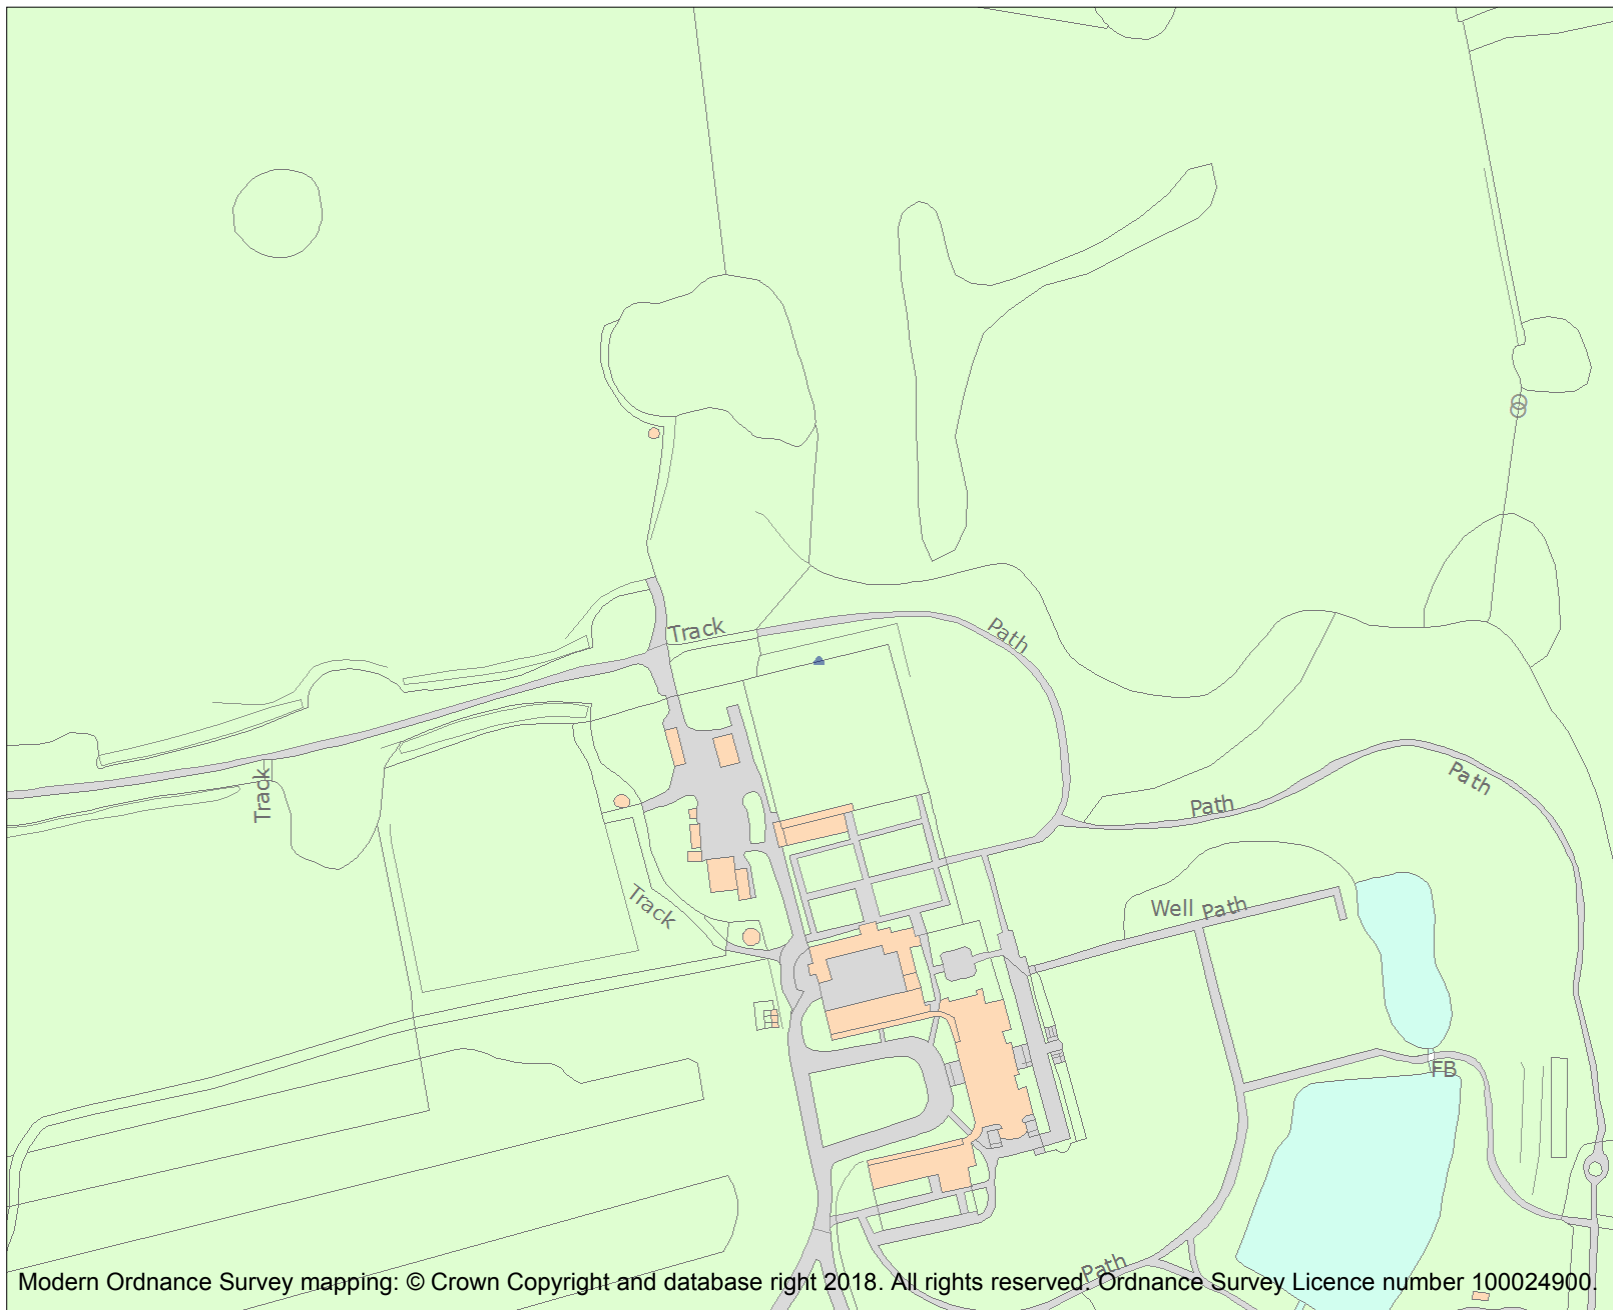 Track
Path
Track
Path
Path
Track
Well
Path
FB
Path
Modern Ordnance Survey mapping: © Crown Copyright and database right 2018. All rights reserved. Ordnance Survey Licence number 100024900.